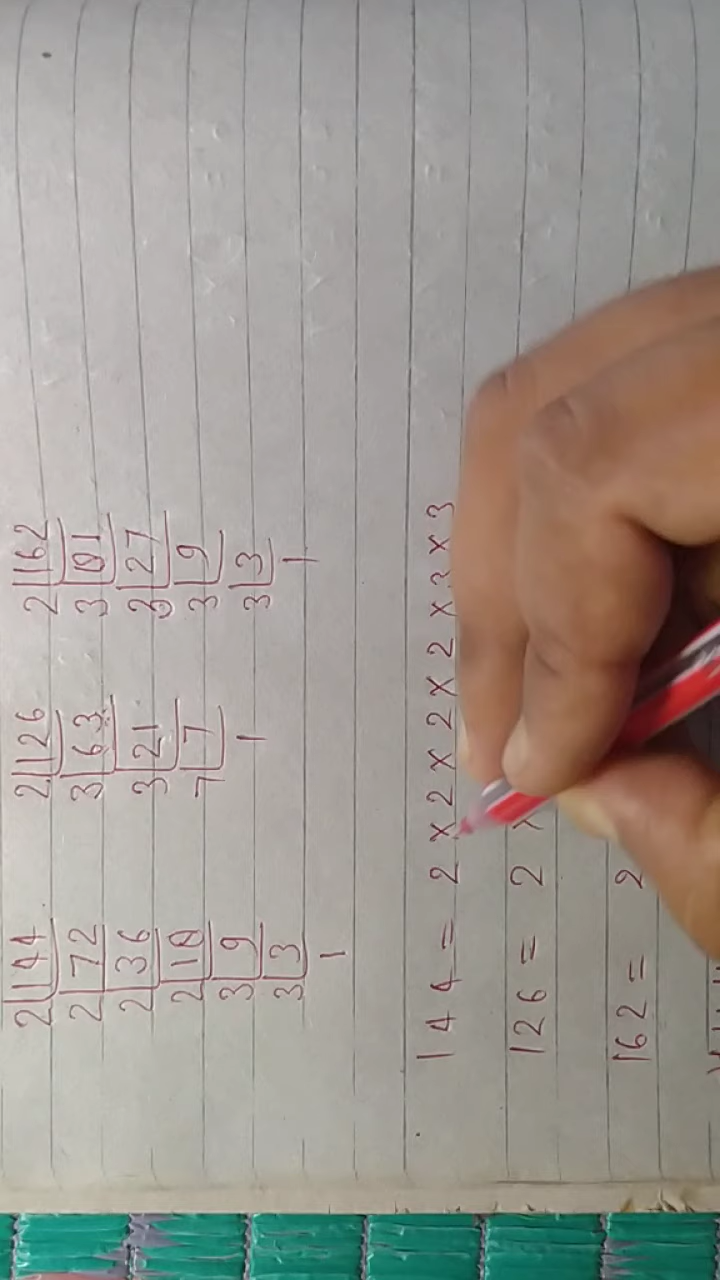 2|144 2|126 2|162
2|72 3|63 3|81
2|36 3|21 3|27
2|18 7|7 3|9
3|9 1 3|3
3|3 1
1
144 = 2 × 2 × 2 × 2 × 3 × 3
126 = 2 ×
162 = 2